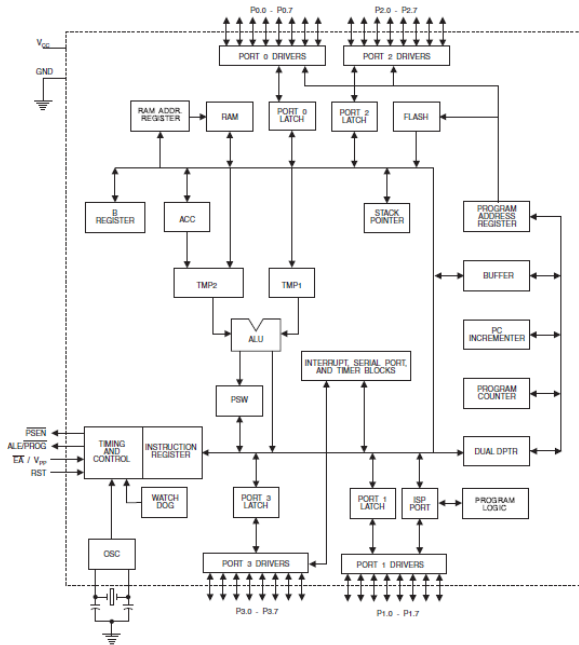 P0.0 - P0.7
P2.0 - P2.7
VCC
PORT 0 DRIVERS
PORT 2 DRIVERS
GND
RAM ADDR.
REGISTER
RAM
PORT 0
LATCH
PORT 2
LATCH
FLASH
B
REGISTER
ACC
STACK
POINTER
PROGRAM
ADDRESS
REGISTER
TMP2
TMP1
BUFFER
ALU
PC
INCREMENTER
INTERRUPT, SERIAL PORT,
AND TIMER BLOCKS
PSW
PROGRAM
COUNTER
PSEN
ALE/PROG
EA / VPP
RST
TIMING
AND
CONTROL
INSTRUCTION
REGISTER
DUAL DPTR
WATCH
DOG
PORT 3
LATCH
PORT 1
LATCH
ISP
PORT
PROGRAM
LOGIC
OSC
PORT 3 DRIVERS
PORT 1 DRIVERS
P3.0 - P3.7
P1.0 - P1.7